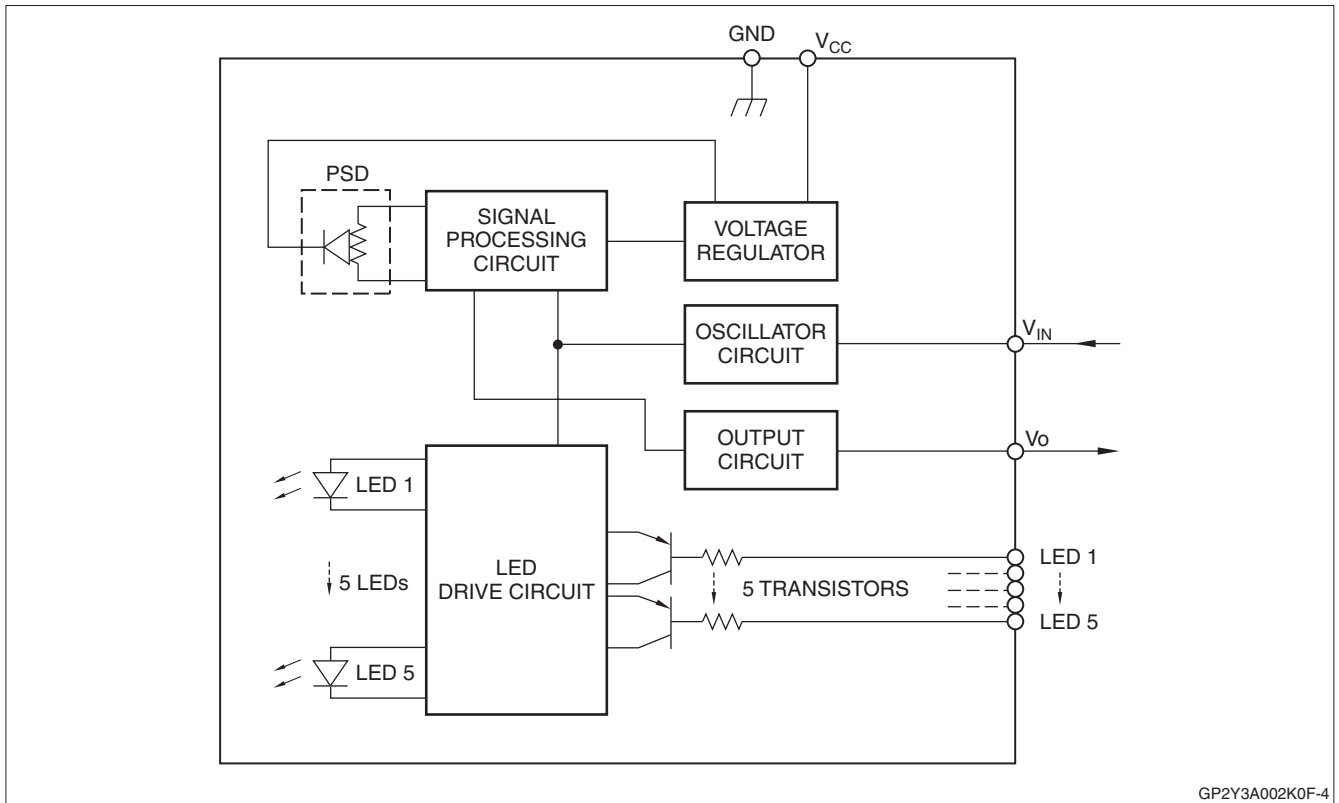 GND
VCC
PSD
SIGNAL
PROCESSING
CIRCUIT
VOLTAGE
REGULATOR
OSCILLATOR
CIRCUIT
VIN
OUTPUT
CIRCUIT
Vo
LED 1
5 LEDs
LED 5
LED
DRIVE CIRCUIT
5 TRANSISTORS
LED 1
LED 5
GP2Y3A002K0F-4